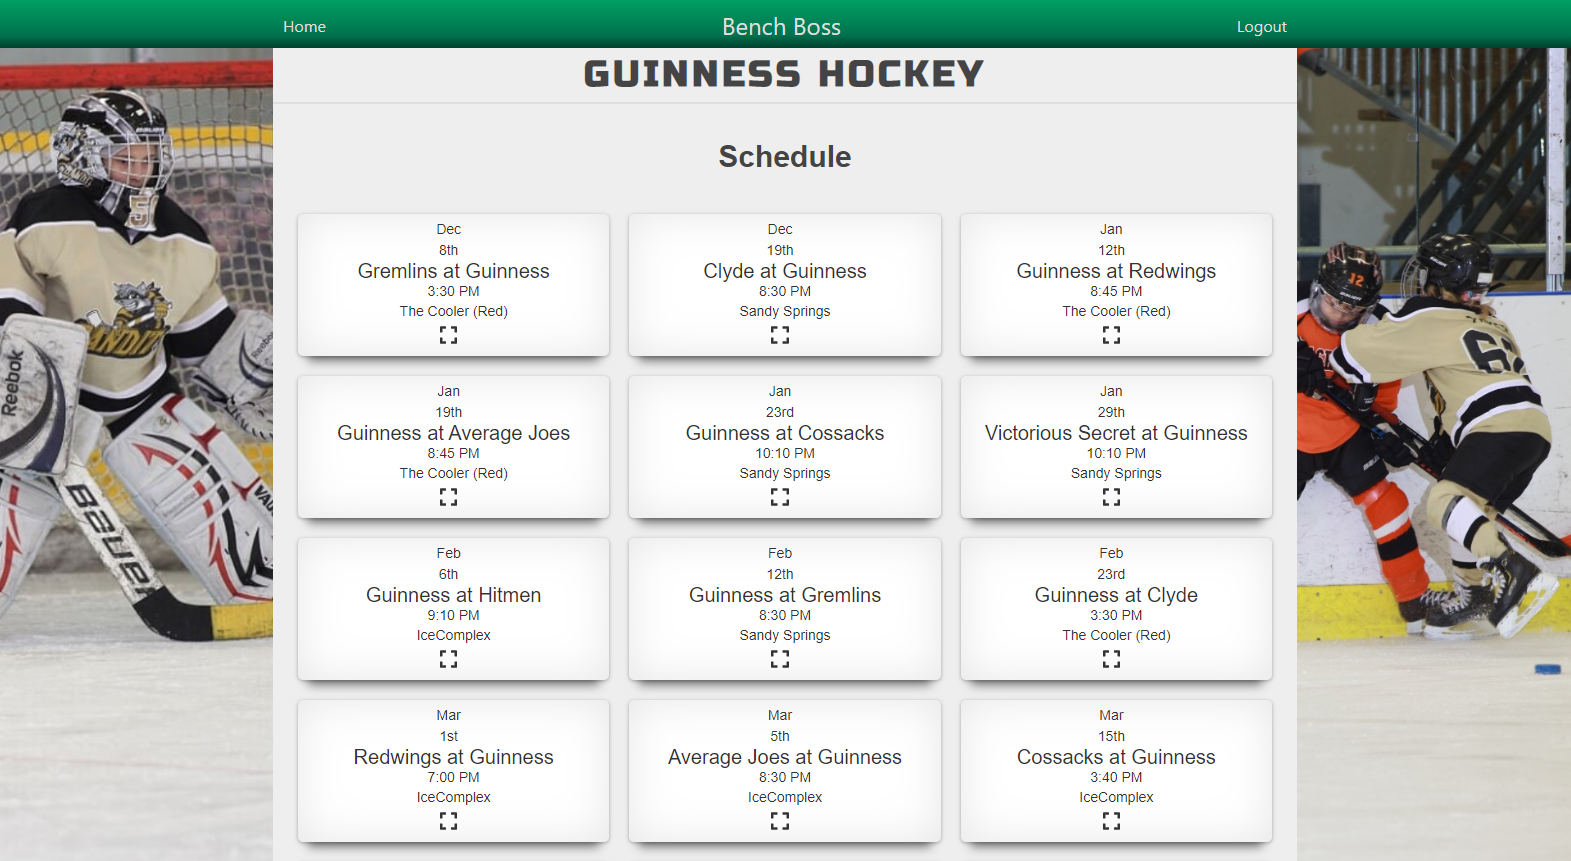 Home
Bench Boss
Logout
GUINNESS HOCKEY
Schedule
Dec
8th
Gremlins at Guinness
3:30 PM
The Cooler (Red)
Dec
19th
Clyde at Guinness
8:30 PM
Sandy Springs
Jan
12th
Guinness at Redwings
8:45 PM
The Cooler (Red)
Jan
19th
Guinness at Average Joes
8:45 PM
The Cooler (Red)
Jan
23rd
Guinness at Cossacks
10:10 PM
Sandy Springs
Jan
29th
Victorious Secret at Guinness
10:10 PM
Sandy Springs
Feb
6th
Guinness at Hitmen
9:10 PM
IceComplex
Feb
12th
Guinness at Gremlins
8:30 PM
Sandy Springs
Feb
23rd
Guinness at Clyde
3:30 PM
The Cooler (Red)
Mar
1st
Redwings at Guinness
7:00 PM
IceComplex
Mar
5th
Average Joes at Guinness
8:30 PM
IceComplex
Mar
15th
Cossacks at Guinness
3:40 PM
IceComplex
Reebok
BAUER
12